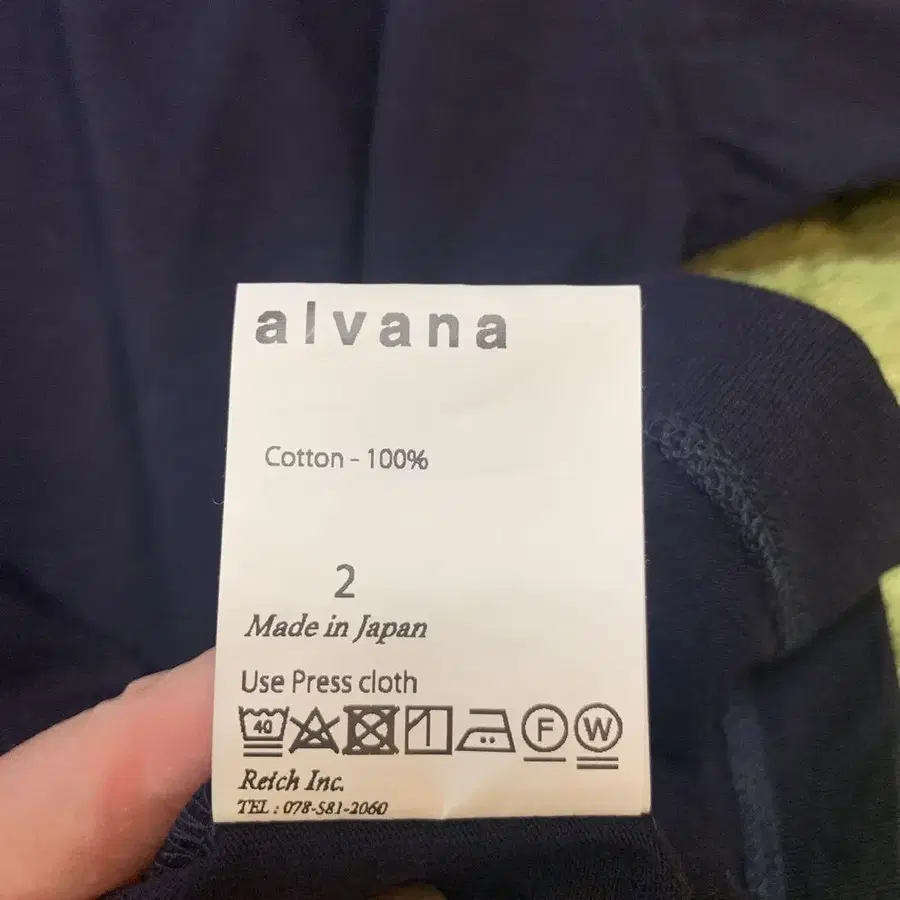 alvana
Cotton - 100%
2
Made in Japan
Use Press cloth
40 F W
Reich Inc.
TEL : 078-581-2060